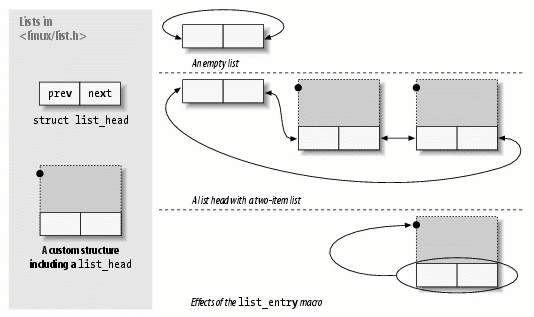 Lists in
<linux/list.h>
prev next
struct list_head
A custom structure
including a list_head
An empty list
A list head with a two-item list
Effects of the list_entry macro